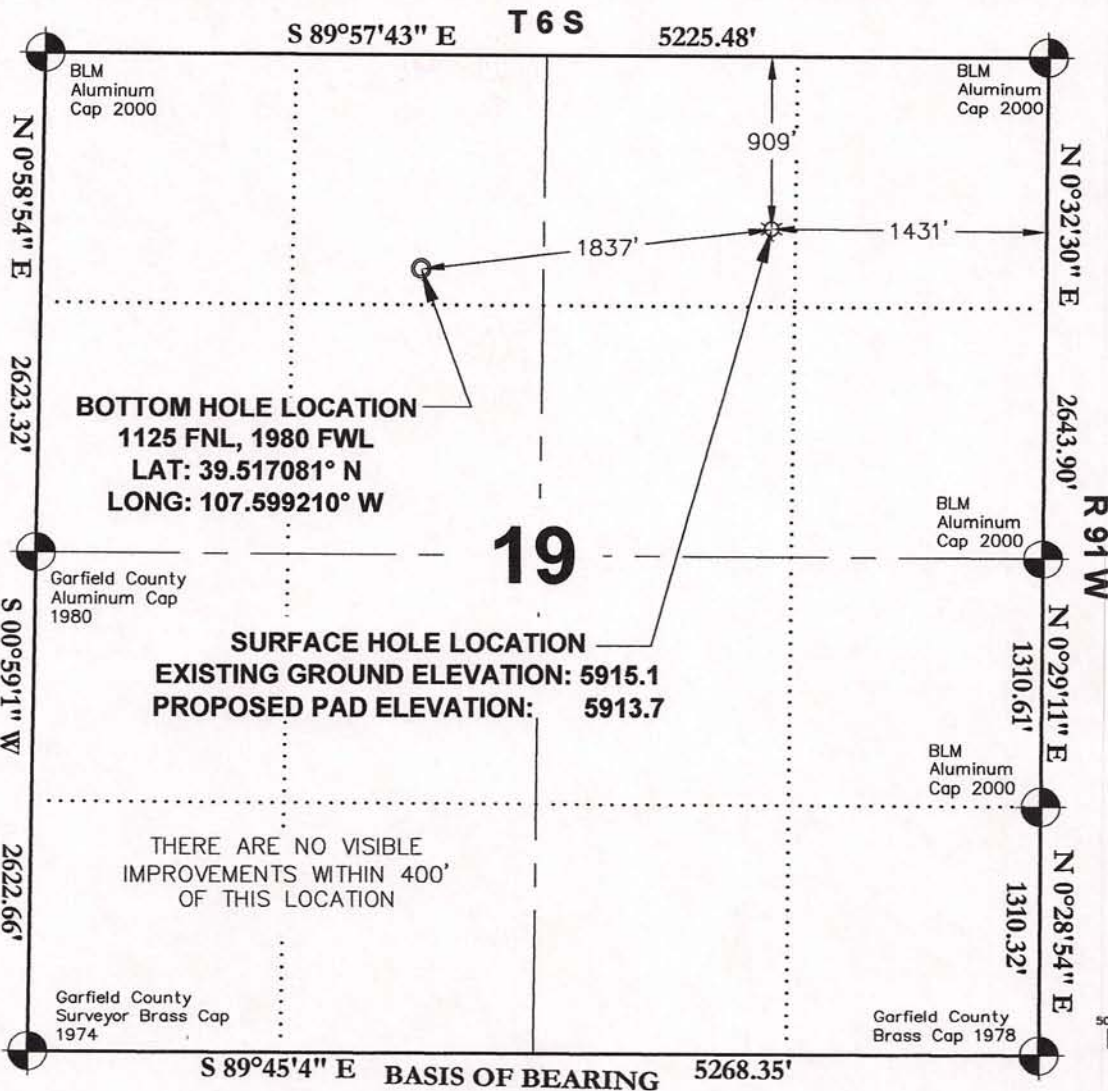 T 6 S
S 89°57'43" E 5225.48'
BLM
Aluminum
Cap 2000
BLM
Aluminum
Cap 2000
N 0°58'54" E 2623.32'
N 0°32'30" E 2643.90'
909'
1837'
1431'
BOTTOM HOLE LOCATION
1125 FNL, 1980 FWL
LAT: 39.517081° N
LONG: 107.599210° W
BLM
Aluminum
Cap 2000
R 91 W
19
Garfield County
Aluminum Cap
1980
S 00°59'1" W 2622.66'
SURFACE HOLE LOCATION
EXISTING GROUND ELEVATION: 5915.1
PROPOSED PAD ELEVATION: 5913.7
N 0°29'11" E
1310.61'
BLM
Aluminum
Cap 2000
THERE ARE NO VISIBLE
IMPROVEMENTS WITHIN 400'
OF THIS LOCATION
N 0°28'54" E
1310.32'
Garfield County
Surveyor Brass Cap
1974
Garfield County
Brass Cap 1978
S 89°45'4" E BASIS OF BEARING 5268.35'